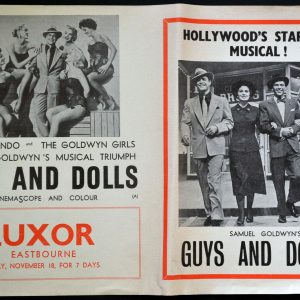 NDO and THE GOLDWYN GIRLS
GOLDWYN'S MUSICAL TRIUMPH
AND DOLLS
NEMASCOPE AND COLOUR (A)
LUXOR
EASTBOURNE
Y, NOVEMBER 18, FOR 7 DAYS
HOLLYWOOD'S STAR
MUSICAL !
SAMUEL GOLDWYN'S
GUYS AND DO